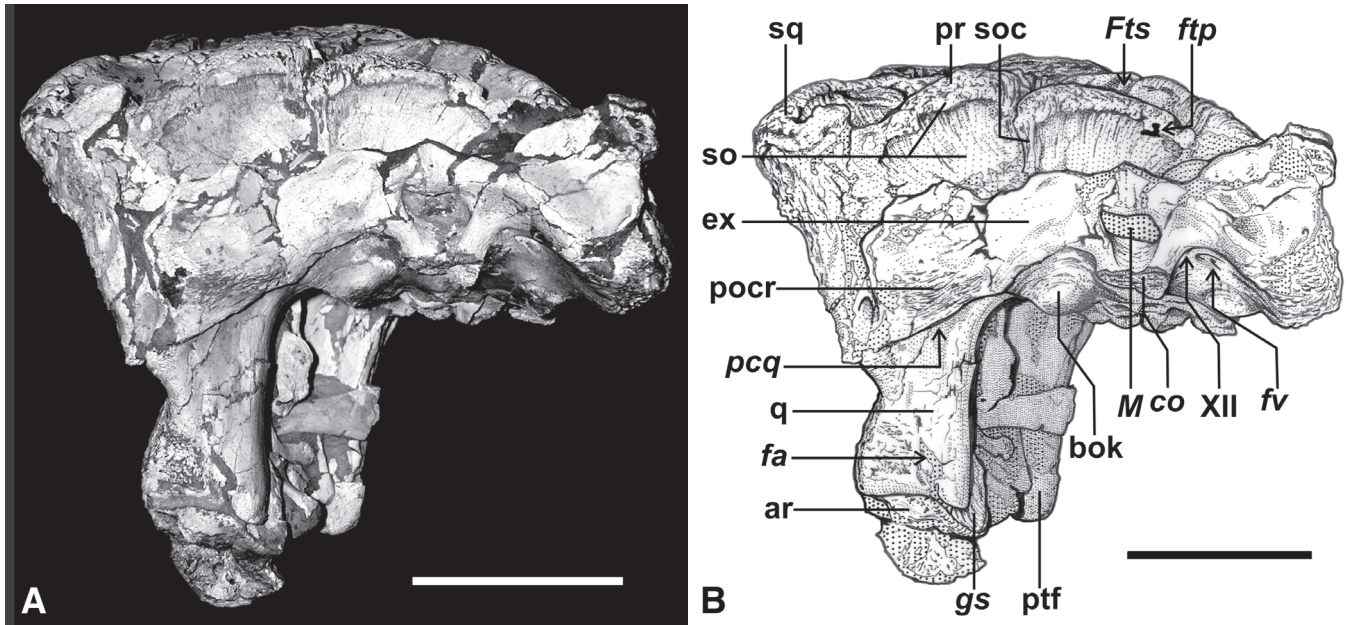 sq pr soc Fts ftp
so
ex
pocr
pcq
q
fa
ar
M co XII fv
bok
gs ptf
A B